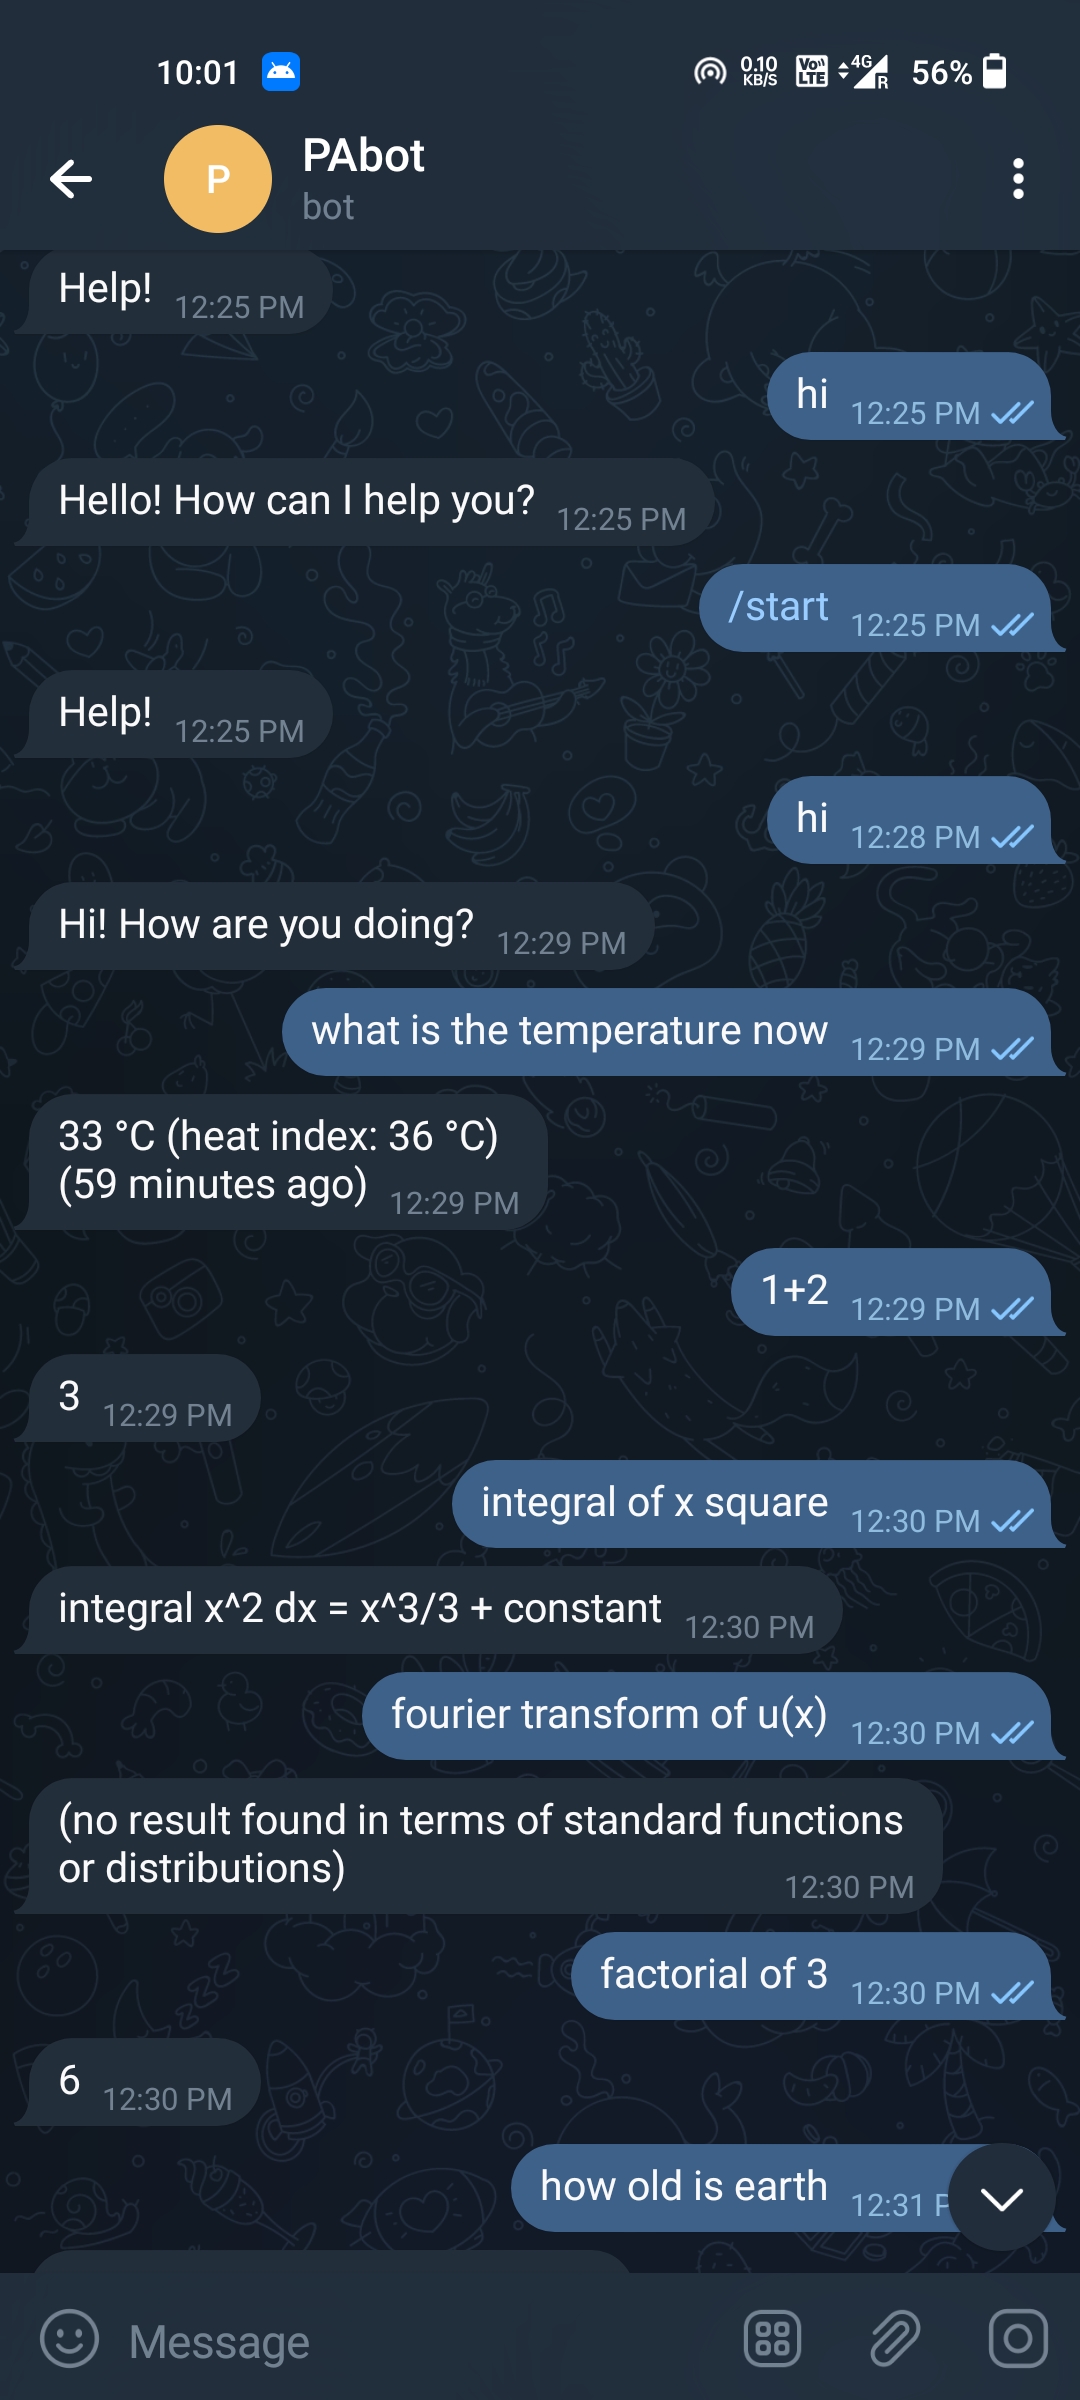 10:01
0.10
KB/S
Vo))
LTE
4G
R
56%
P
PAbot
bot
Help! 12:25 PM
hi 12:25 PM
Hello! How can I help you? 12:25 PM
/start 12:25 PM
Help! 12:25 PM
hi 12:28 PM
Hi! How are you doing? 12:29 PM
what is the temperature now 12:29 PM
33 °C (heat index: 36 °C)
(59 minutes ago) 12:29 PM
1+2 12:29 PM
3 12:29 PM
integral of x square 12:30 PM
integral x^2 dx = x^3/3 + constant 12:30 PM
fourier transform of u(x) 12:30 PM
(no result found in terms of standard functions
or distributions) 12:30 PM
factorial of 3 12:30 PM
6 12:30 PM
how old is earth 12:31 P
Message